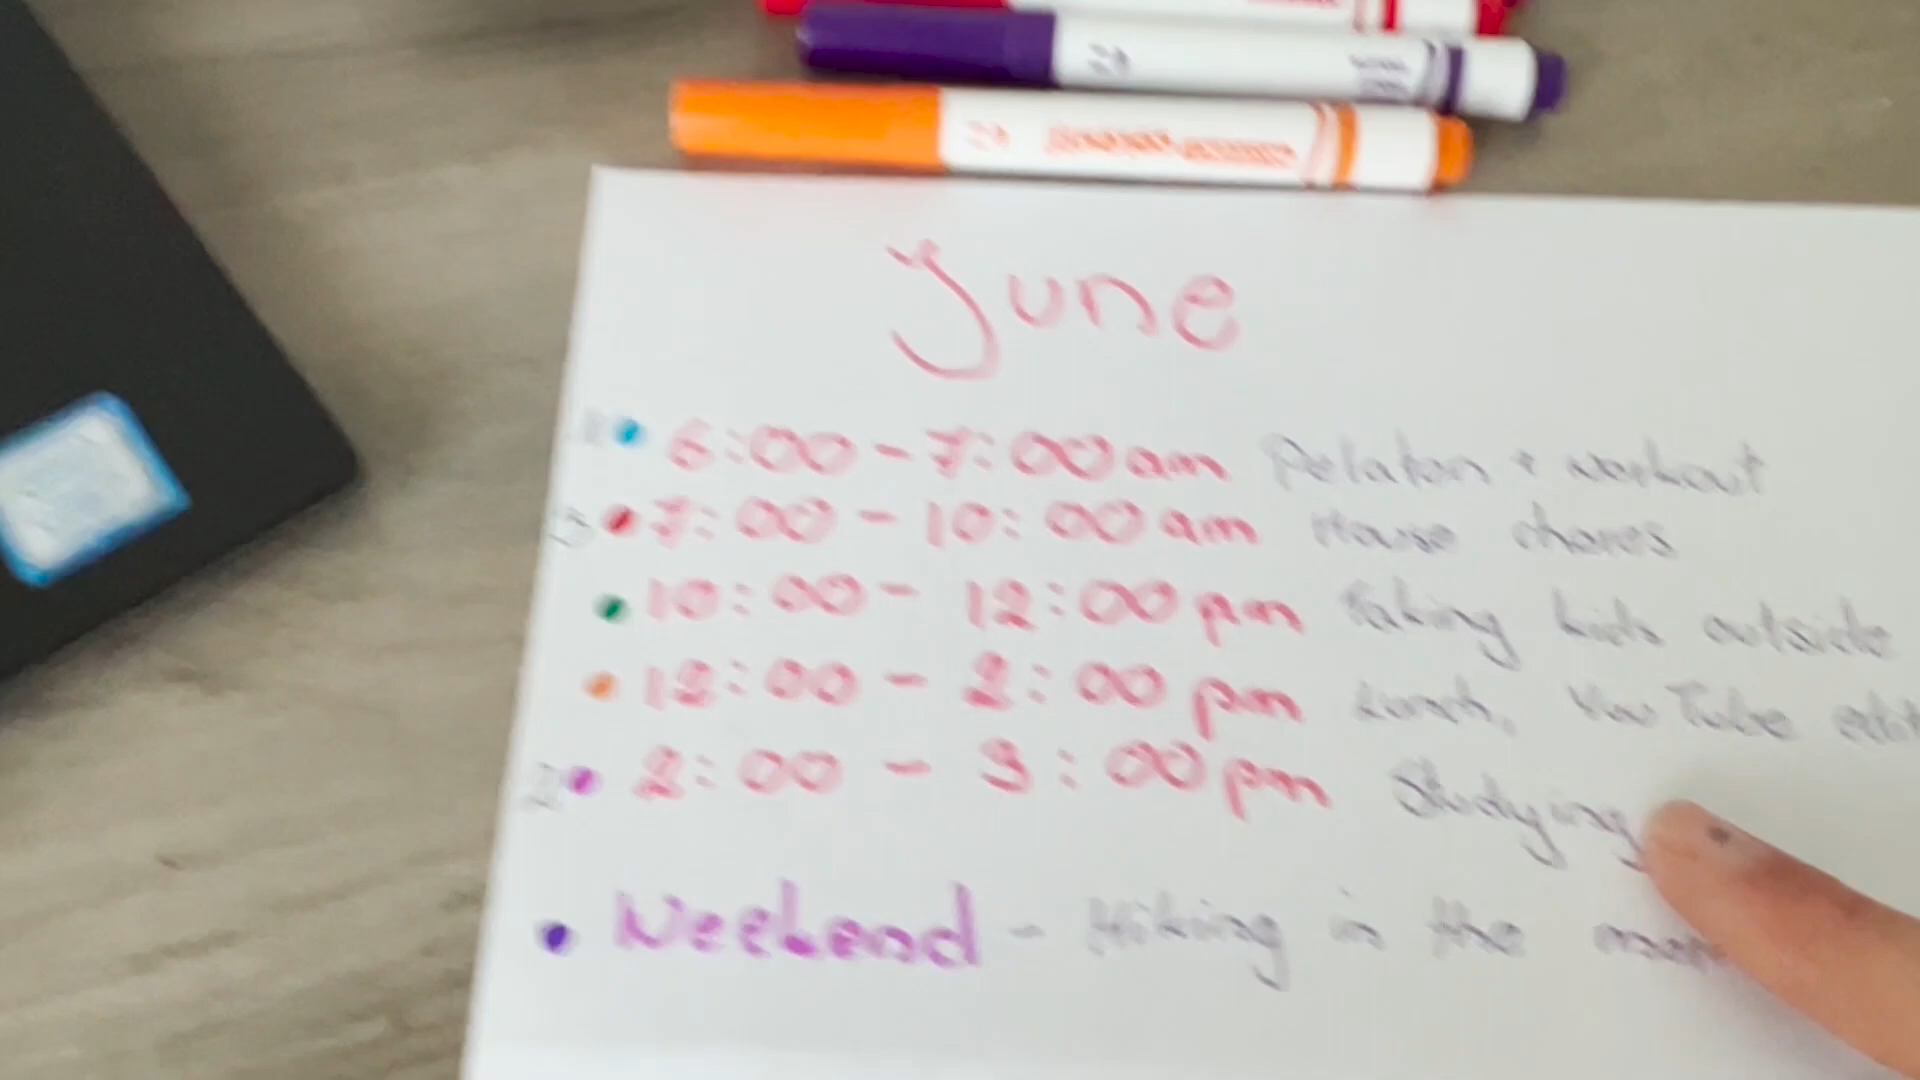 June
6:00 - 7:00 am Pelaton + workout
7:00 - 10:00 am House chores
10:00 - 12:00 pm Taking kids outside
12:00 - 2:00 pm Lunch, YouTube edit
2:00 - 3:00 pm Studying
Weekend - Hiking in the